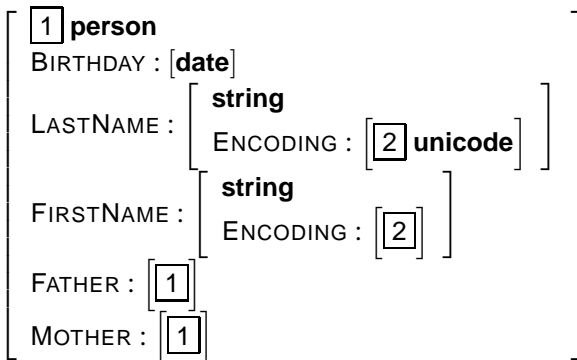 1 person
BIRTHDAY : [date]
LASTNAME : [string
ENCODING : [2 unicode]]
FIRSTNAME : [string
ENCODING : [2]]
FATHER : [1]
MOTHER : [1]